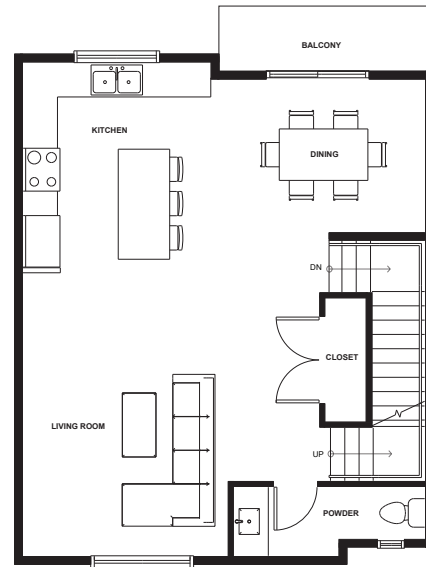 BALCONY
KITCHEN
DINING
DN
CLOSET
LIVING ROOM
UP
POWDER